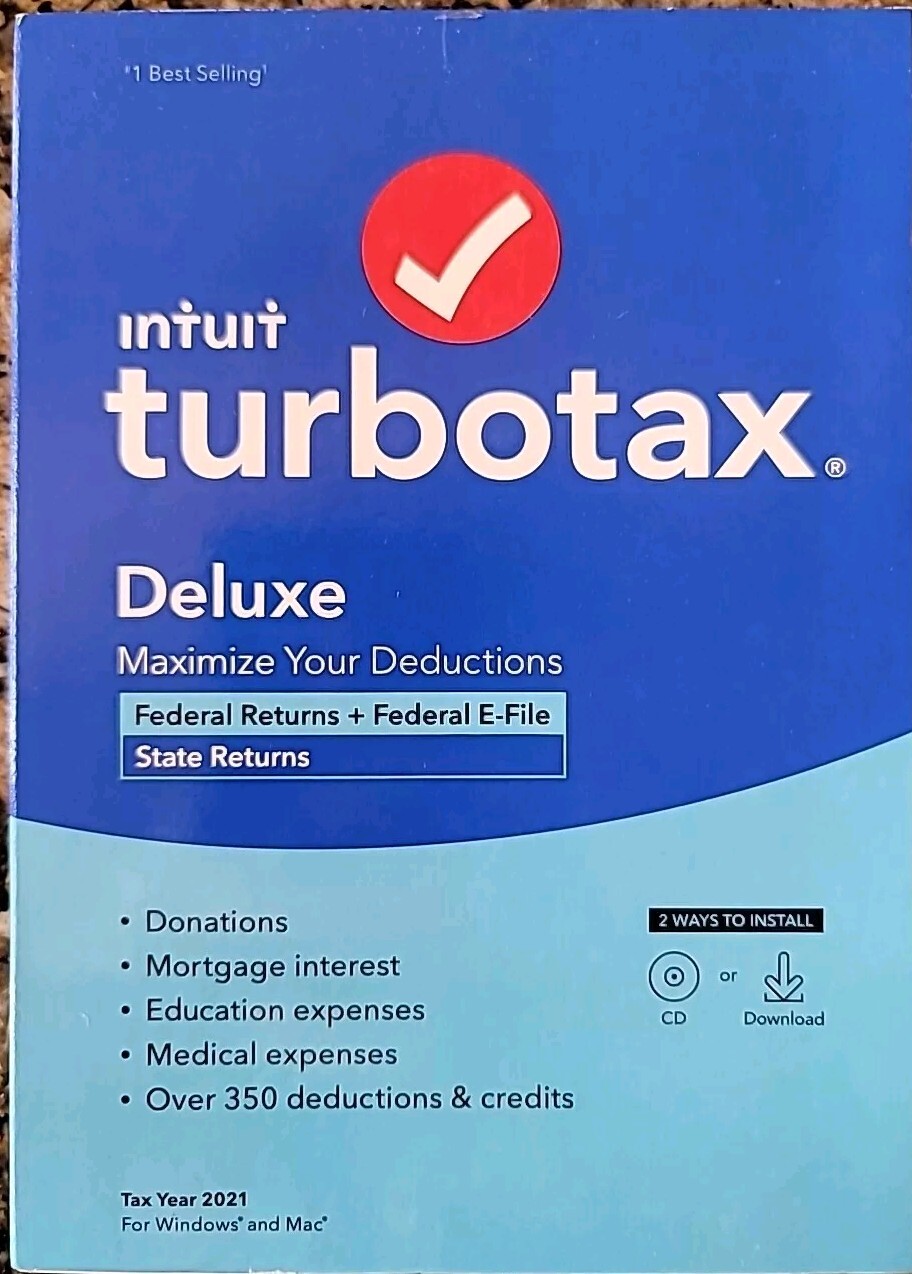 #1 Best Selling¹
intuit
turbotax®
Deluxe
Maximize Your Deductions
Federal Returns + Federal E-File
State Returns
• Donations
• Mortgage interest
• Education expenses
• Medical expenses
• Over 350 deductions & credits
2 WAYS TO INSTALL
CD or Download
Tax Year 2021
For Windows® and Mac®